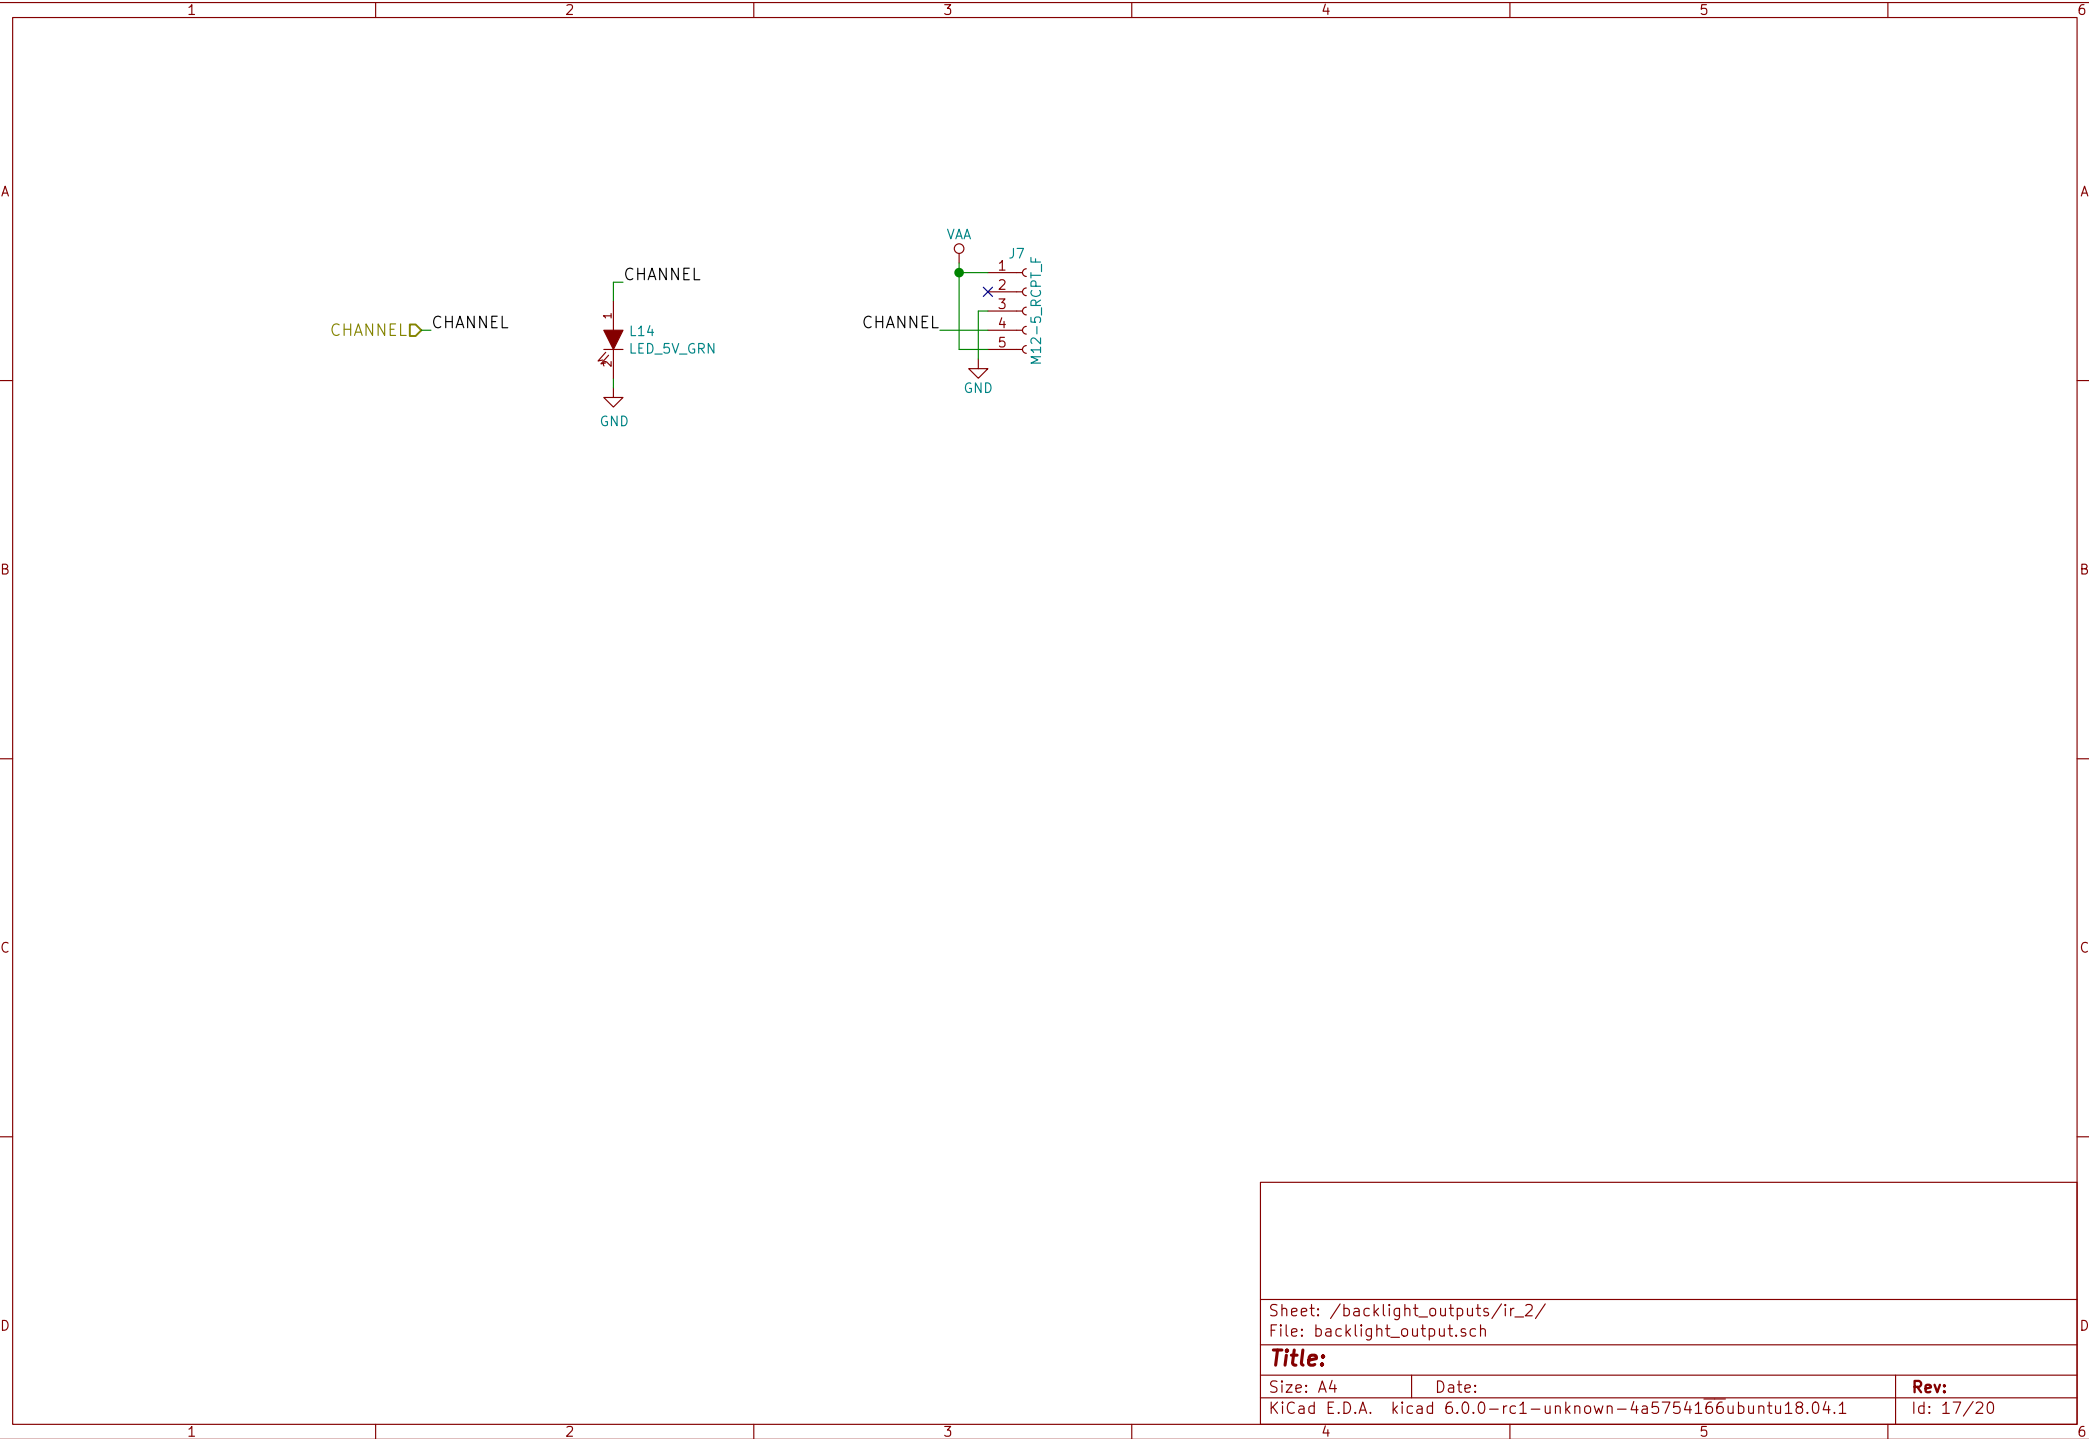 1 2 3 4 5 6
A A
VAA
J7
CHANNEL
1
2
3
4
5
M12-5_RCPT_F
CHANNEL
CHANNEL
1
L14
LED_5V_GRN
2
CHANNEL
GND
GND
B B
C C
Sheet: /backlight_outputs/ir_2/
File: backlight_output.sch
D D
Title:
Size: A4 Date: Rev:
KiCad E.D.A. kicad 6.0.0-rc1-unknown-4a5754166ubuntu18.04.1 Id: 17/20
1 2 3 4 5 6